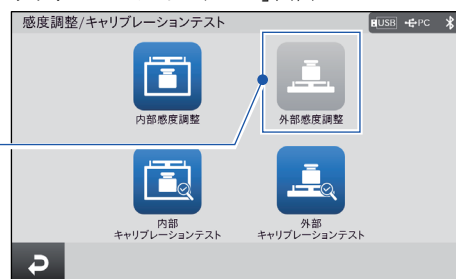 感度調整/キャリブレーションテスト
USB PC
内部感度調整
外部感度調整
内部
キャリブレーションテスト
外部
キャリブレーションテスト